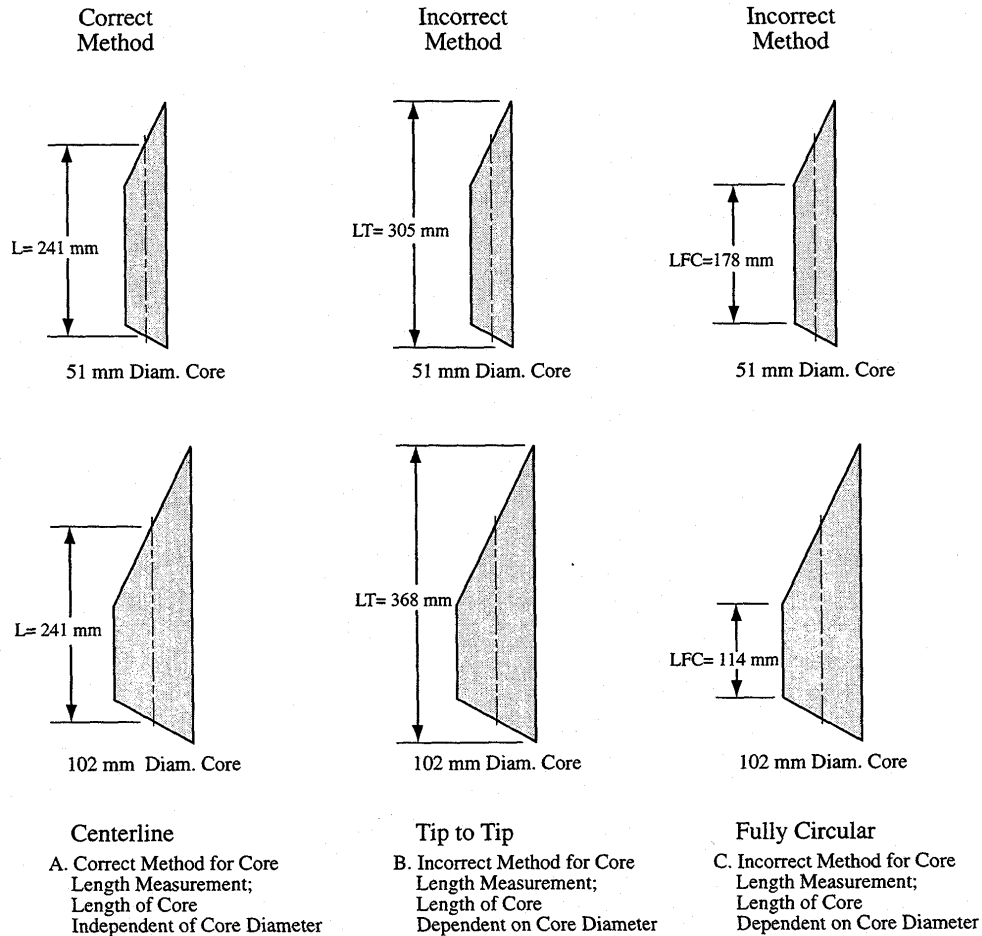 Correct
Method
Incorrect
Method
Incorrect
Method
L= 241 mm
LT= 305 mm
LFC=178 mm
51 mm Diam. Core
51 mm Diam. Core
51 mm Diam. Core
L= 241 mm
LT= 368 mm
LFC= 114 mm
102 mm Diam. Core
102 mm Diam. Core
102 mm Diam. Core
Centerline
A. Correct Method for Core
Length Measurement;
Length of Core
Independent of Core Diameter
Tip to Tip
B. Incorrect Method for Core
Length Measurement;
Length of Core
Dependent on Core Diameter
Fully Circular
C. Incorrect Method for Core
Length Measurement;
Length of Core
Dependent on Core Diameter